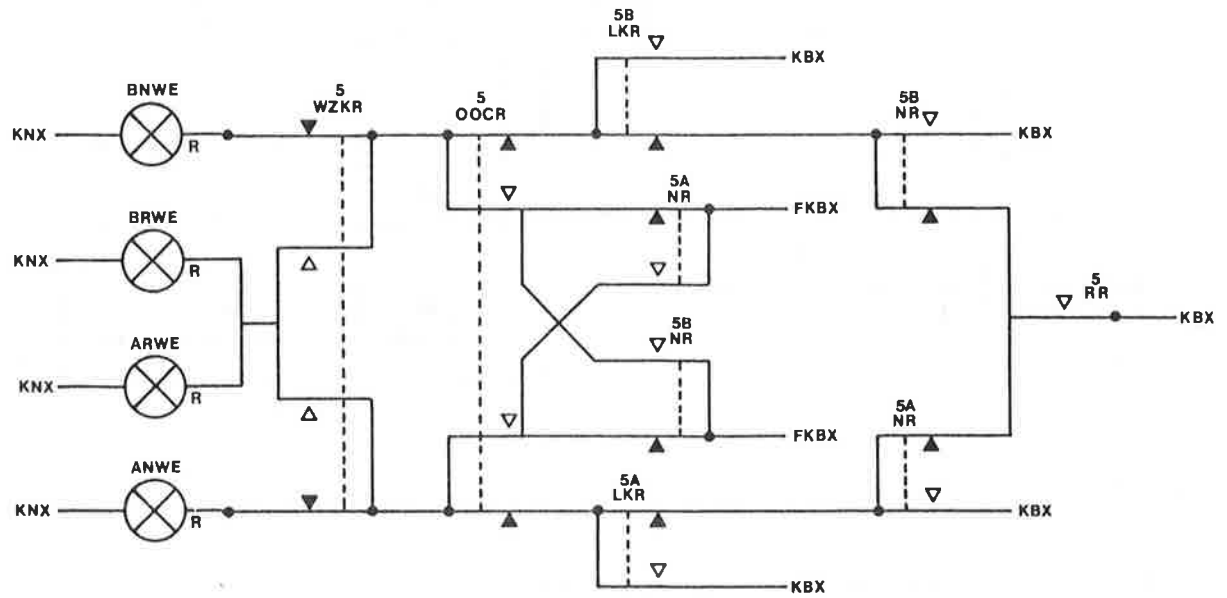 5B
LKR
KBX
BNWE
5
WZKR
5
OOCR
5B
NR
KNX
R
KBX
5A
NR
FKBX
BRWE
KNX
R
5
RR
KBX
5B
NR
ARWE
KNX
R
5A
NR
FKBX
ANWE
5A
LKR
KNX
R
KBX
KBX